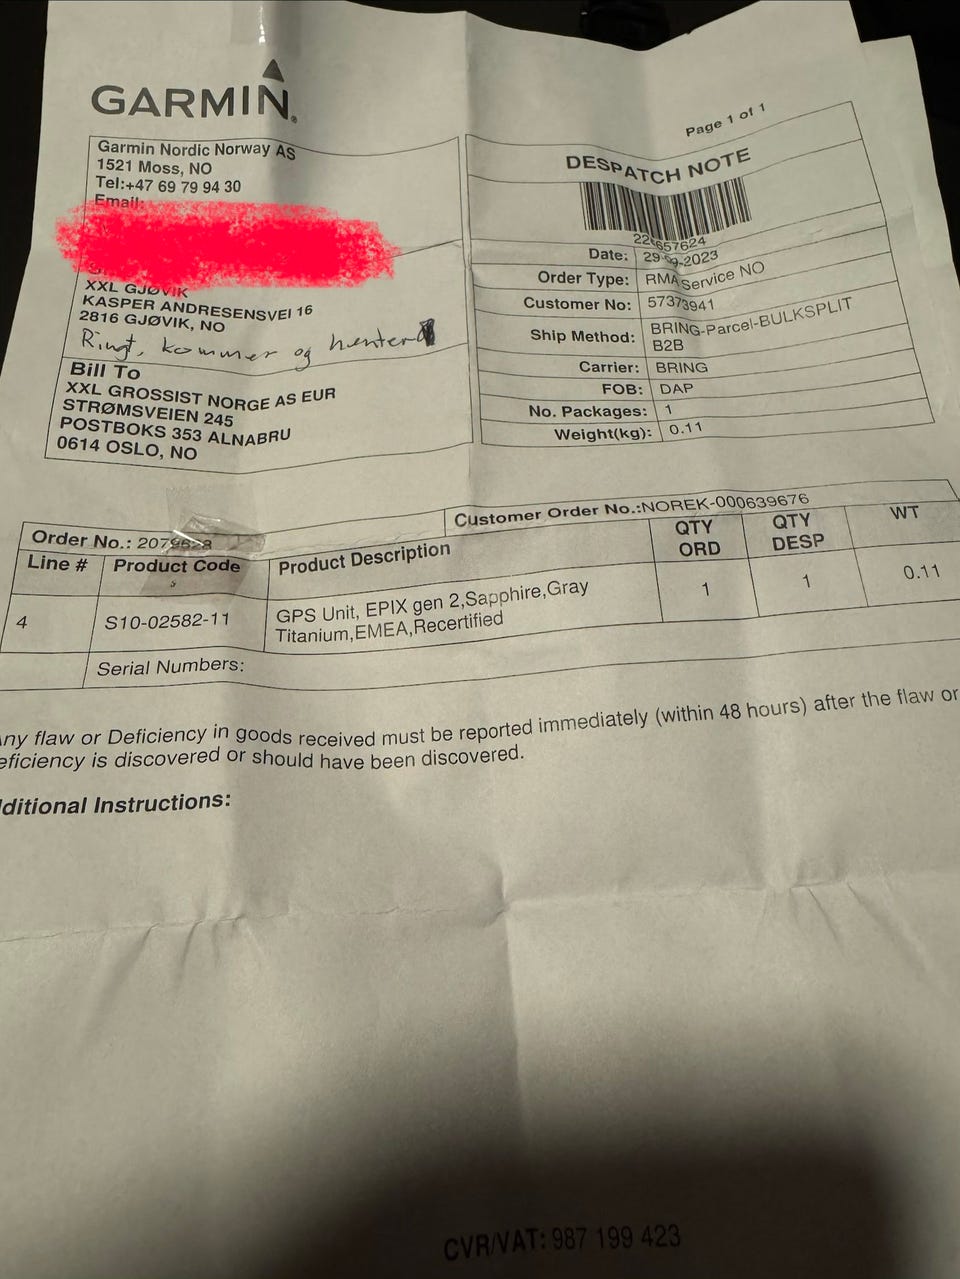 GARMIN
Page 1 of 1
Garmin Nordic Norway AS
1521 Moss, NO
Tel:+47 69 79 94 30
Email:
XXL GJØVIK
KASPER ANDRESENSVEI 16
2816 GJØVIK, NO
Ringt, kommer og henter
Bill To
XXL GROSSIST NORGE AS EUR
STRØMSVEIEN 245
POSTBOKS 353 ALNABRU
0614 OSLO, NO
DESPATCH NOTE
Date: 29-09-2023
Order Type: RMA Service NO
Customer No: 57373941
Ship Method: BRING-Parcel-BULKSPLIT
B2B
Carrier: BRING
FOB: DAP
No. Packages: 1
Weight(kg): 0.11
Customer Order No.:NOREK-000639676
Order No.:
Line # Product Code Product Description QTY ORD QTY DESP WT
4 S10-02582-11 GPS Unit, EPIX gen 2,Sapphire,Gray 1 1 0.11
Titanium,EMEA,Recertified
Serial Numbers:
Any flaw or Deficiency in goods received must be reported immediately (within 48 hours) after the flaw or
eficiency is discovered or should have been discovered.
ditional Instructions:
CVR/VAT: 987 199 423